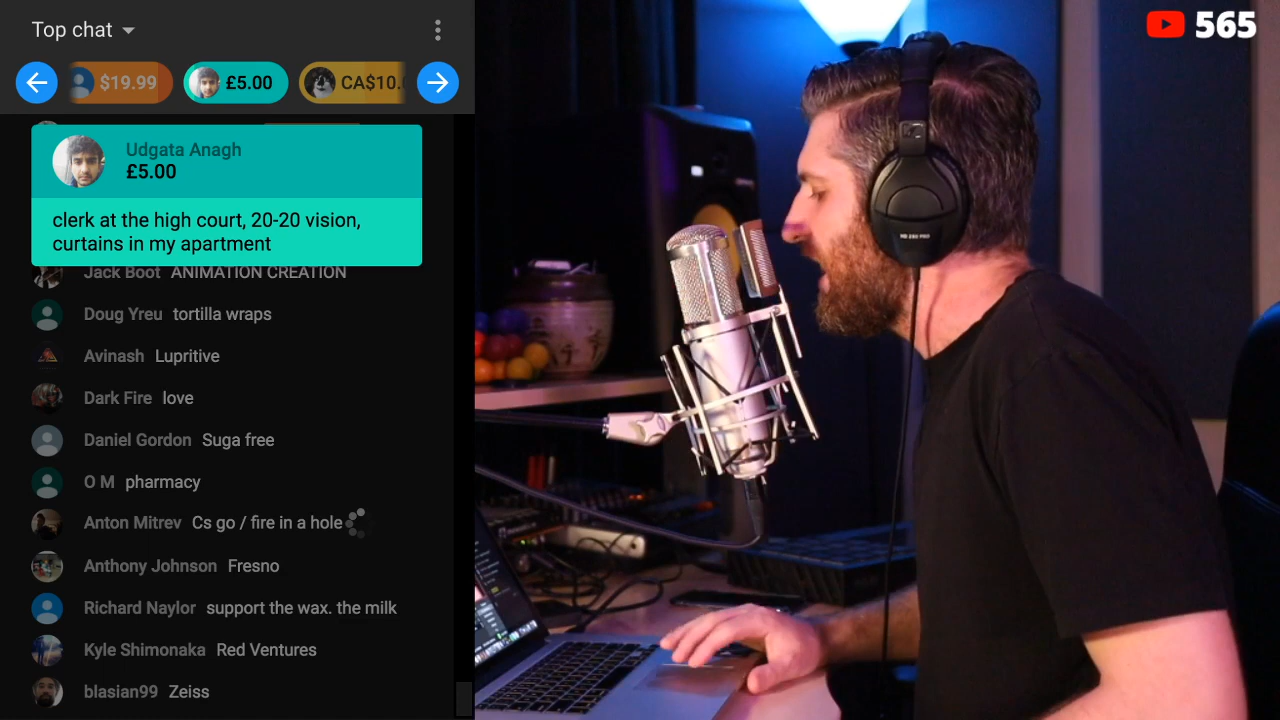 Top chat
$19.99
£5.00
CA$10.
Udgata Anagh
£5.00
clerk at the high court, 20-20 vision,
curtains in my apartment
Jack Boot ANIMATION CREATION
Doug Yreu tortilla wraps
Avinash Lupritive
Dark Fire love
Daniel Gordon Suga free
O M pharmacy
Anton Mitrev Cs go / fire in a hole
Anthony Johnson Fresno
Richard Naylor support the wax. the milk
Kyle Shimonaka Red Ventures
blasian99 Zeiss
565
HD 280 PRO